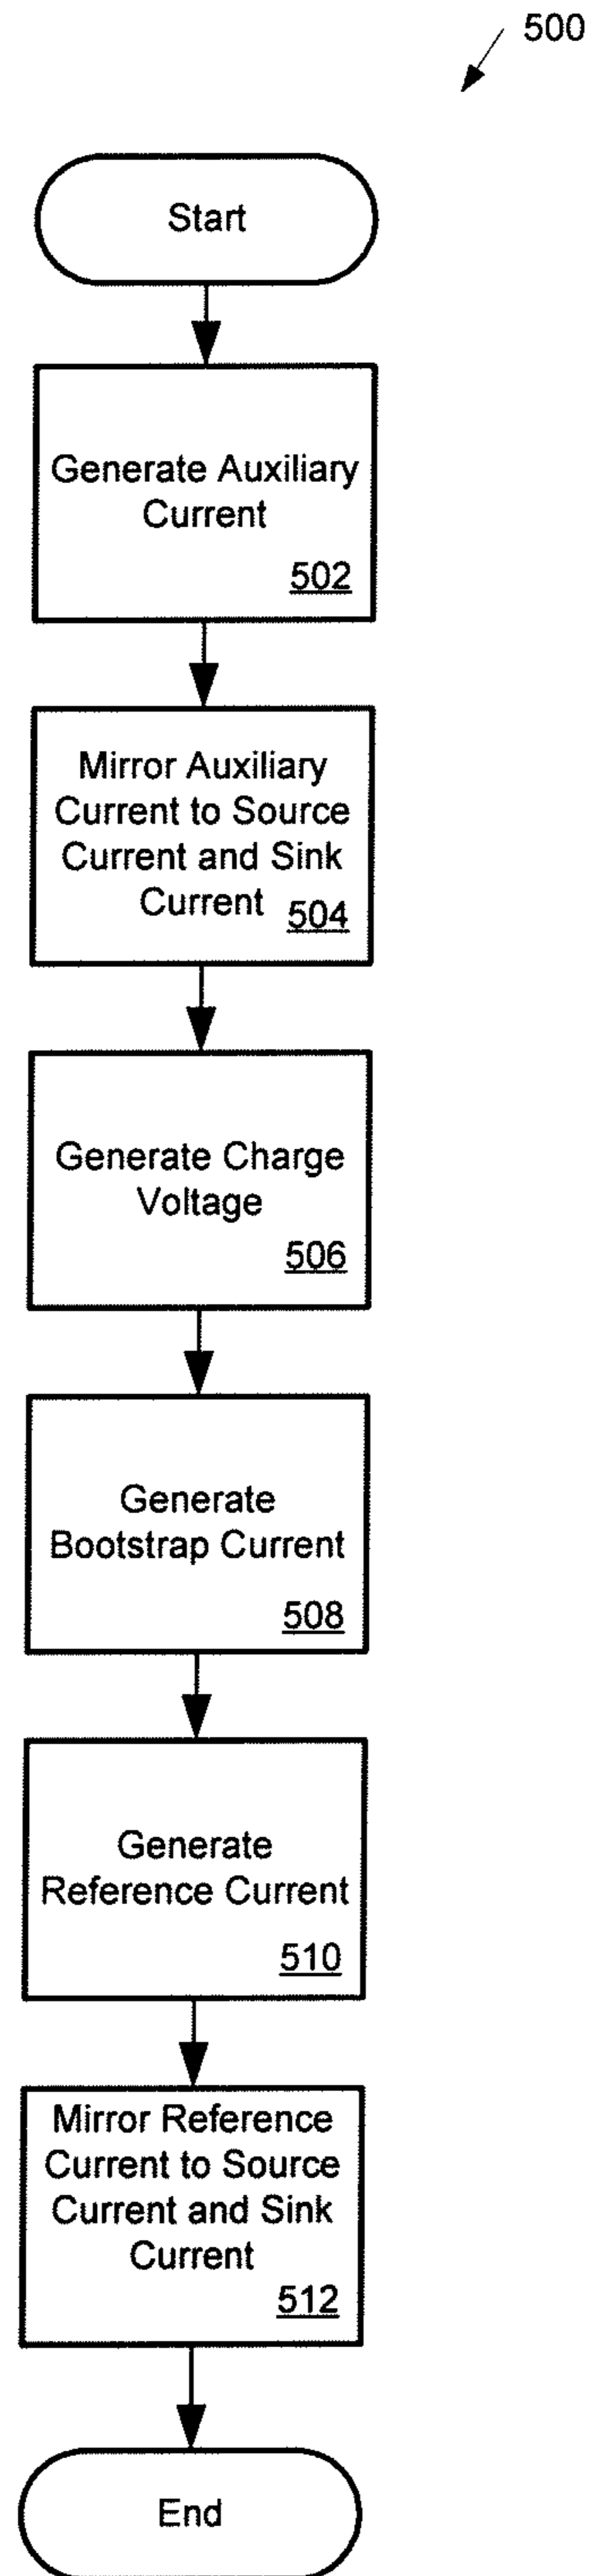 500
Start
Generate Auxiliary
Current
502
Mirror Auxiliary
Current to Source
Current and Sink
Current 504
Generate Charge
Voltage
506
Generate
Bootstrap Current
508
Generate
Reference Current
510
Mirror Reference
Current to Source
Current and Sink
Current
512
End